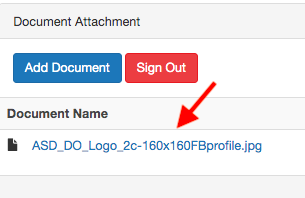 Document Attachment
Add Document Sign Out
Document Name
ASD_DO_Logo_2c-160x160FBprofile.jpg